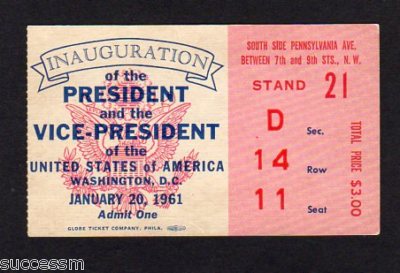 INAUGURATION
of the
PRESIDENT
and the
VICE-PRESIDENT
of the
UNITED STATES of AMERICA
WASHINGTON, D.C.
JANUARY 20, 1961
Admit One
GLOBE TICKET COMPANY, PHILA.
SOUTH SIDE PENNSYLVANIA AVE,
BETWEEN 7th and 9th STS., N. W.
STAND 21
D Sec.
14 Row
11 Seat
TOTAL PRICE $3.00
successm